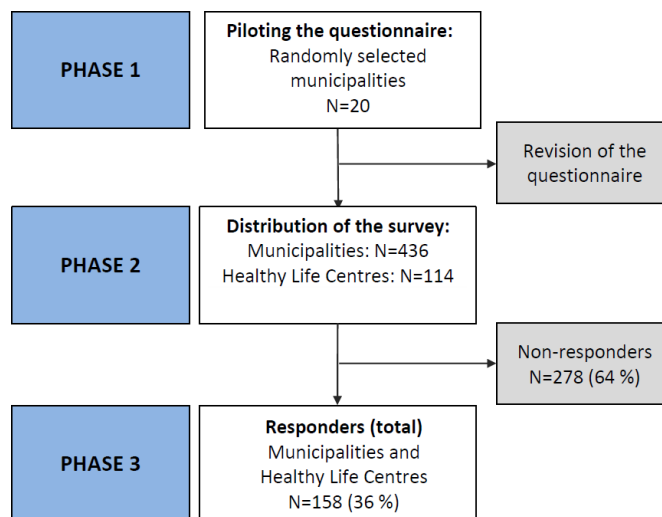 PHASE 1
Piloting the questionnaire:
Randomly selected
municipalities
N=20
Revision of the
questionnaire
PHASE 2
Distribution of the survey:
Municipalities: N=436
Healthy Life Centres: N=114
Non-responders
N=278 (64 %)
PHASE 3
Responders (total)
Municipalities and
Healthy Life Centres
N=158 (36 %)